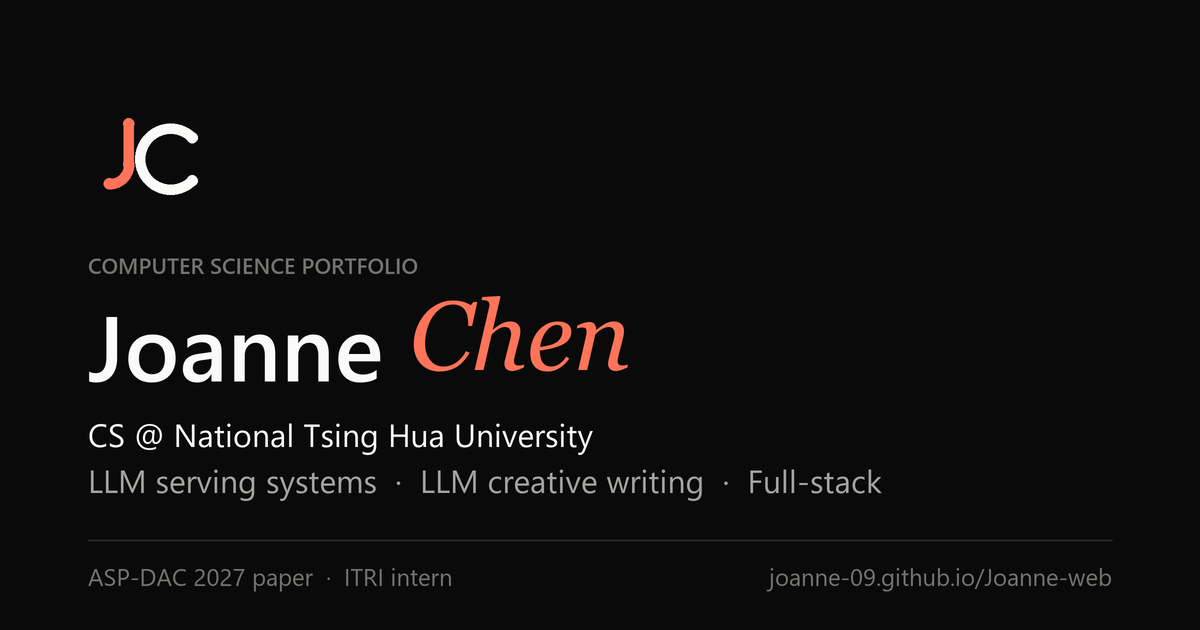 JC
COMPUTER SCIENCE PORTFOLIO
Joanne Chen
CS @ National Tsing Hua University
LLM serving systems · LLM creative writing · Full-stack
ASP-DAC 2027 paper · ITRI intern
joanne-09.github.io/Joanne-web